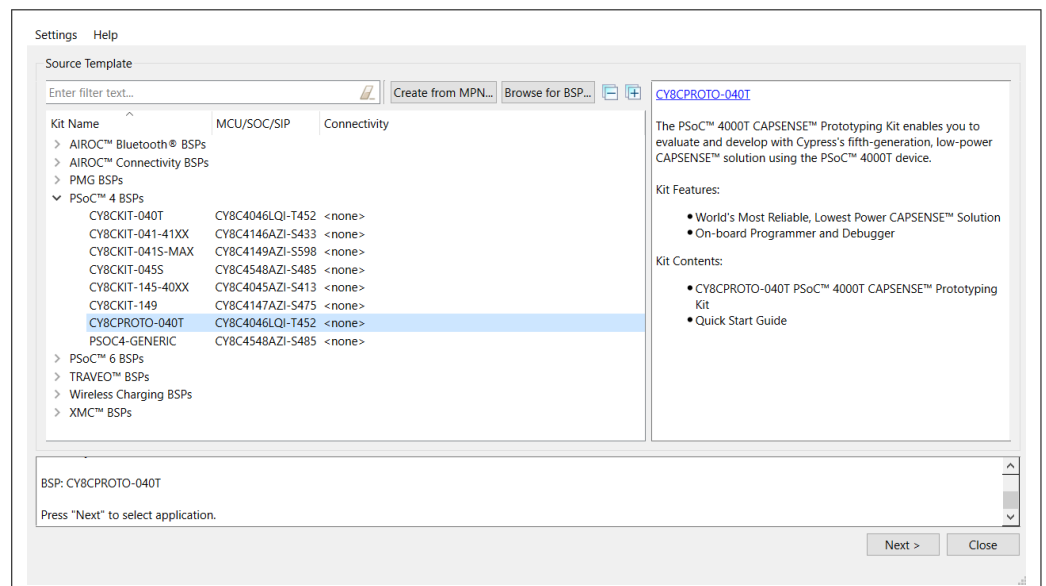 Settings Help
Source Template
Enter filter text...
Create from MPN... Browse for BSP...
Kit Name MCU/SOC/SIP Connectivity
AIROC™ Bluetooth® BSPs
AIROC™ Connectivity BSPs
PMG BSPs
PSoC™ 4 BSPs
CY8CKIT-040T CY8C4046LQI-T452 <none>
CY8CKIT-041-41XX CY8C4146AZI-S433 <none>
CY8CKIT-041S-MAX CY8C4149AZI-S598 <none>
CY8CKIT-045S CY8C4548AZI-S485 <none>
CY8CKIT-145-40XX CY8C4045AZI-S413 <none>
CY8CKIT-149 CY8C4147AZI-S475 <none>
CY8CPROTO-040T CY8C4046LQI-T452 <none>
PSOC4-GENERIC CY8C4548AZI-S485 <none>
PSoC™ 6 BSPs
TRAVEO™ BSPs
Wireless Charging BSPs
XMC™ BSPs
CY8CPROTO-040T
The PSoC™ 4000T CAPSENSE™ Prototyping Kit enables you to
evaluate and develop with Cypress's fifth-generation, low-power
CAPSENSE™ solution using the PSoC™ 4000T device.
Kit Features:
●World's Most Reliable, Lowest Power CAPSENSE™ Solution
●On-board Programmer and Debugger
Kit Contents:
●CY8CPROTO-040T PSoC™ 4000T CAPSENSE™ Prototyping
Kit
●Quick Start Guide
BSP: CY8CPROTO-040T
Press "Next" to select application.
Next > Close